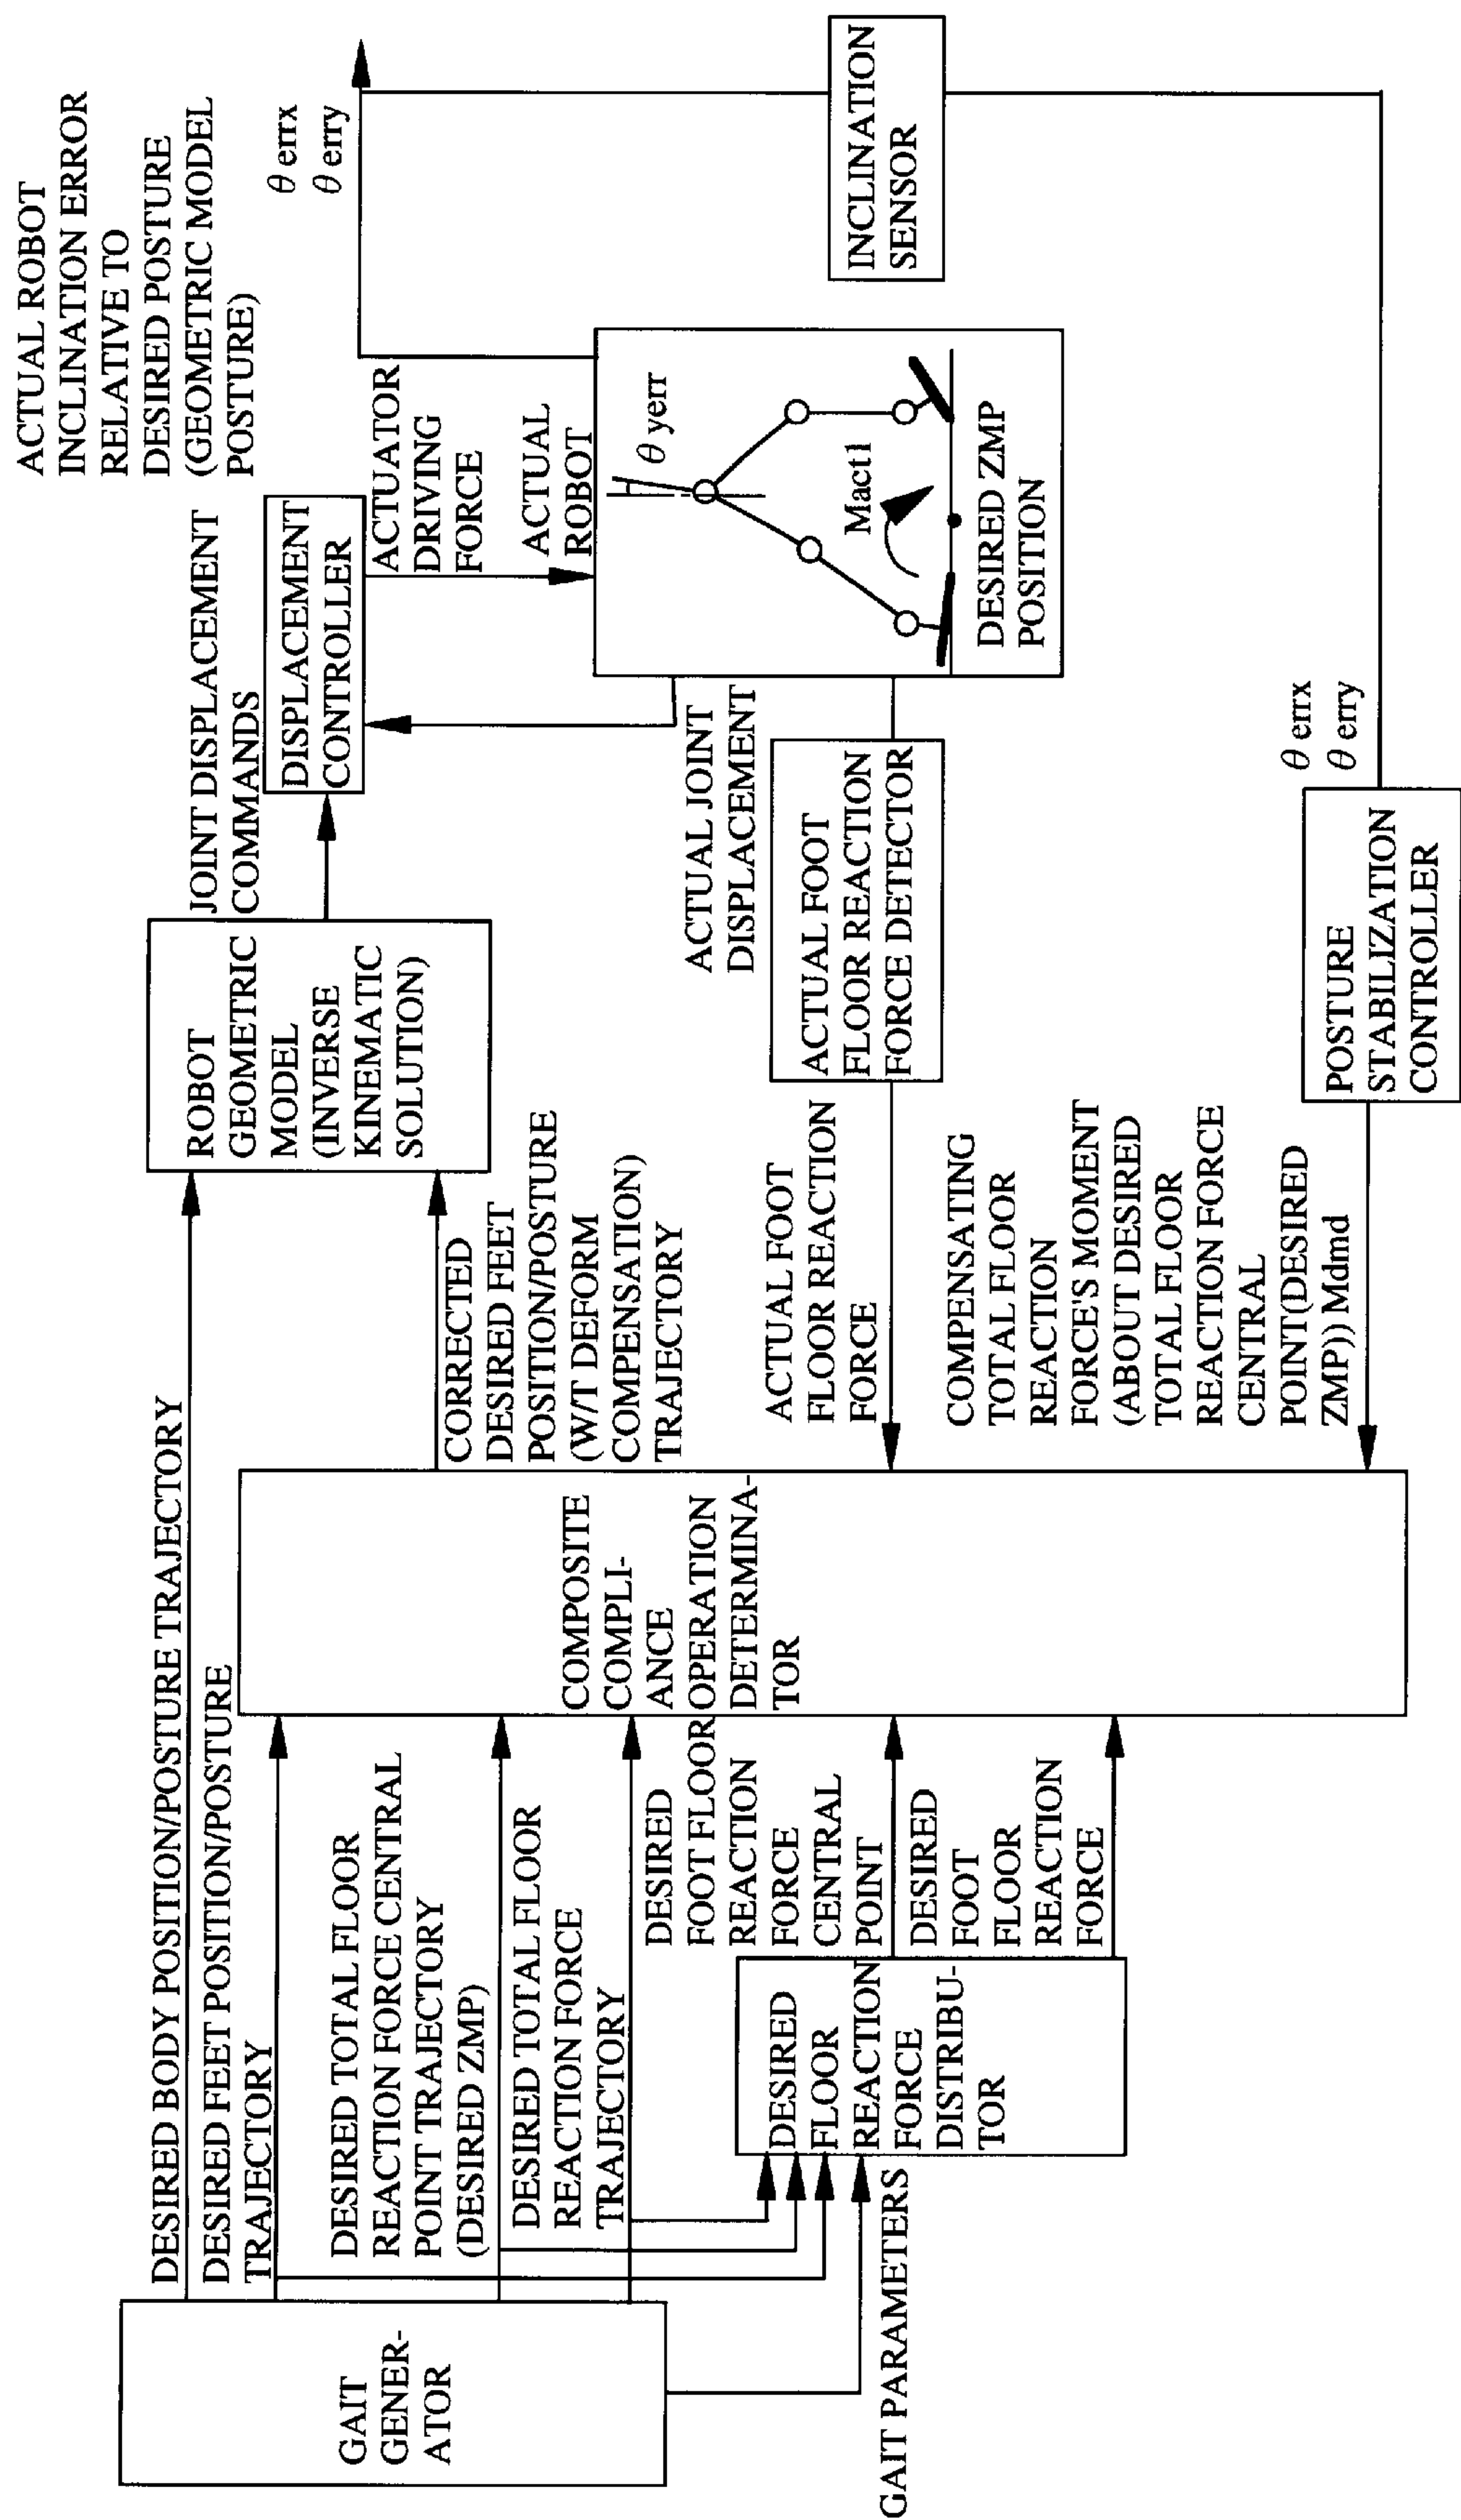 GAIT
GENER-
ATOR
DESIRED BODY POSITION/POSTURE TRAJECTORY
DESIRED FEET POSITION/POSTURE
TRAJECTORY
DESIRED TOTAL FLOOR
REACTION FORCE CENTRAL
POINT TRAJECTORY
(DESIRED ZMP)
DESIRED TOTAL FLOOR
REACTION FORCE
TRAJECTORY
GAIT PARAMETERS
DESIRED
FLOOR
REACTION
FORCE
DISTRIBU-
TOR
DESIRED
FOOT FLOOR
REACTION
FORCE
CENTRAL
POINT
DESIRED
FOOT
FLOOR
REACTION
FORCE
COMPOSITE
COMPLI-
ANCE
OPERATION
DETERMINA-
TOR
CORRECTED
DESIRED FEET
POSITION/POSTURE
(W/T DEFORM
COMPENSATION)
TRAJECTORY
ROBOT
GEOMETRIC
MODEL
(INVERSE
KINEMATIC
SOLUTION)
JOINT DISPLACEMENT
COMMANDS
DISPLACEMENT
CONTROLLER
ACTUATOR
DRIVING
FORCE
ACTUAL JOINT
DISPLACEMENT
ACTUAL
ROBOT
θ yerr
Mact1
DESIRED ZMP
POSITION
ACTUAL ROBOT
INCLINATION ERROR
RELATIVE TO
DESIRED POSTURE
(GEOMETRIC MODEL
POSTURE)
θ errx
θ erry
INCLINATION
SENSOR
ACTUAL FOOT
FLOOR REACTION
FORCE DETECTOR
ACTUAL FOOT
FLOOR REACTION
FORCE
COMPENSATING
TOTAL FLOOR
REACTION
FORCE'S MOMENT
(ABOUT DESIRED
TOTAL FLOOR
REACTION FORCE
CENTRAL
POINT(DESIRED
ZMP)) Mdmd
POSTURE
STABILIZATION
CONTROLLER
θ errx
θ erry